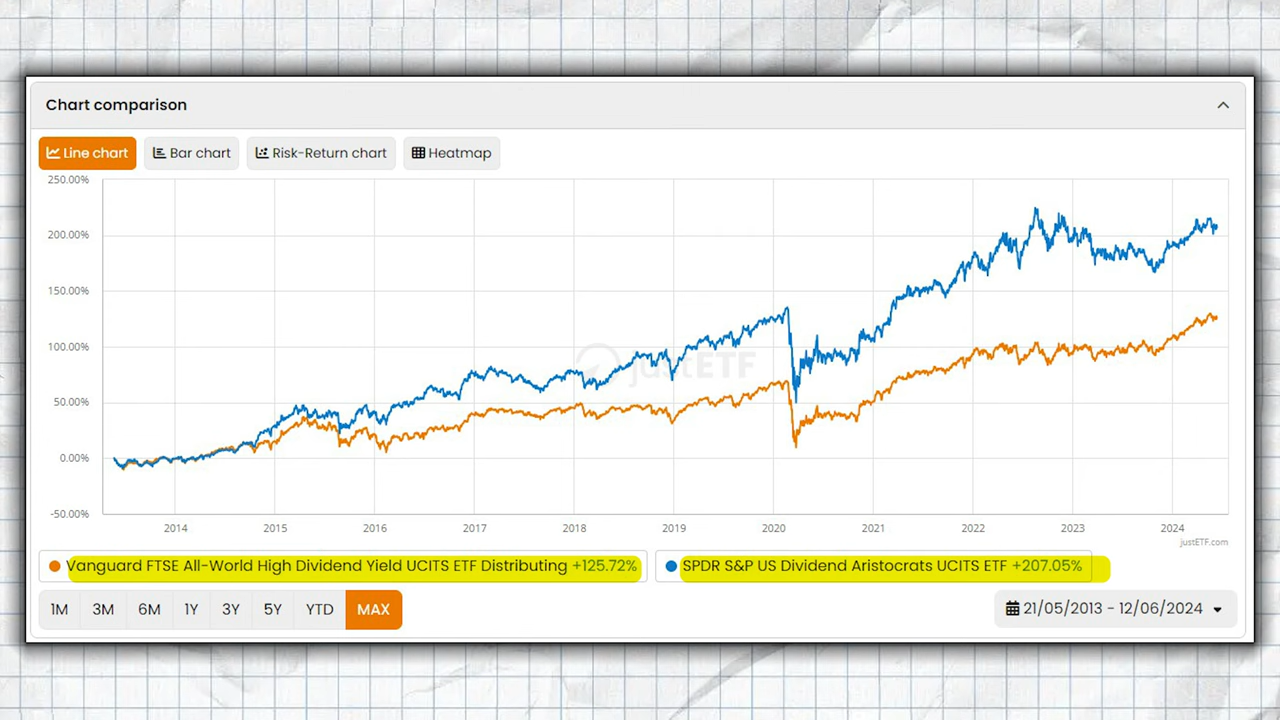 Chart comparison
Line chart Bar chart Risk-Return chart Heatmap
250.00%
200.00%
150.00%
100.00%
50.00%
0.00%
-50.00%
justETF
2014 2015 2016 2017 2018 2019 2020 2021 2022 2023 2024
justETF.com
Vanguard FTSE All-World High Dividend Yield UCITS ETF Distributing +125.72% SPDR S&P US Dividend Aristocrats UCITS ETF +207.05%
1M 3M 6M 1Y 3Y 5Y YTD MAX 21/05/2013 - 12/06/2024